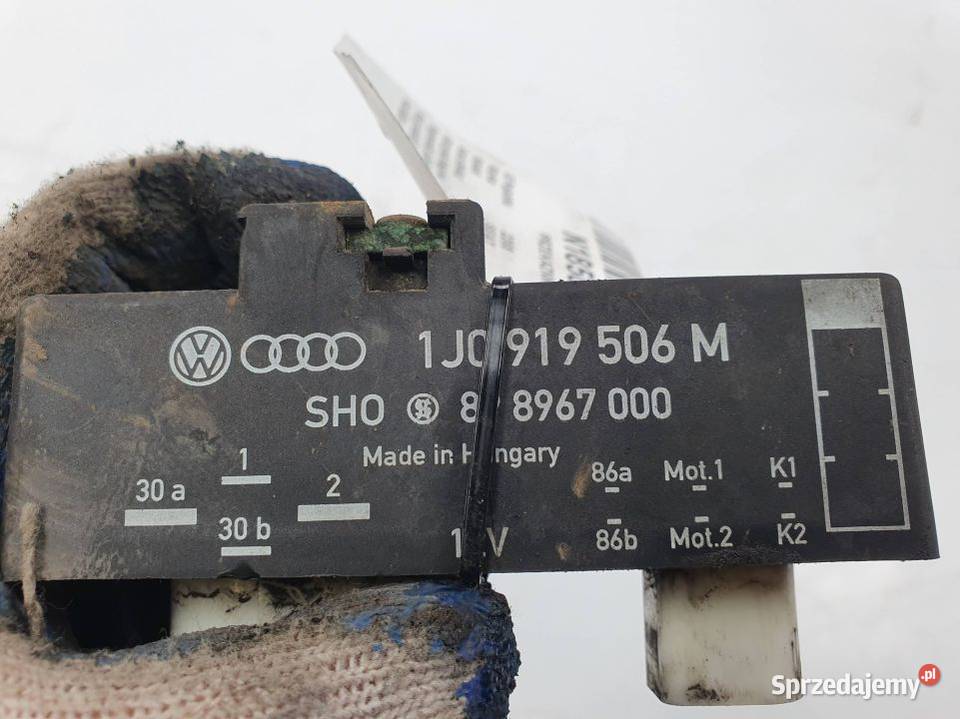 1J0 919 506 M
SHO 8 8967 000
Made in Hungary
30 a
1
30 b
2
86a Mot.1 K1
86b Mot.2 K2
Sprzedajemy.pl